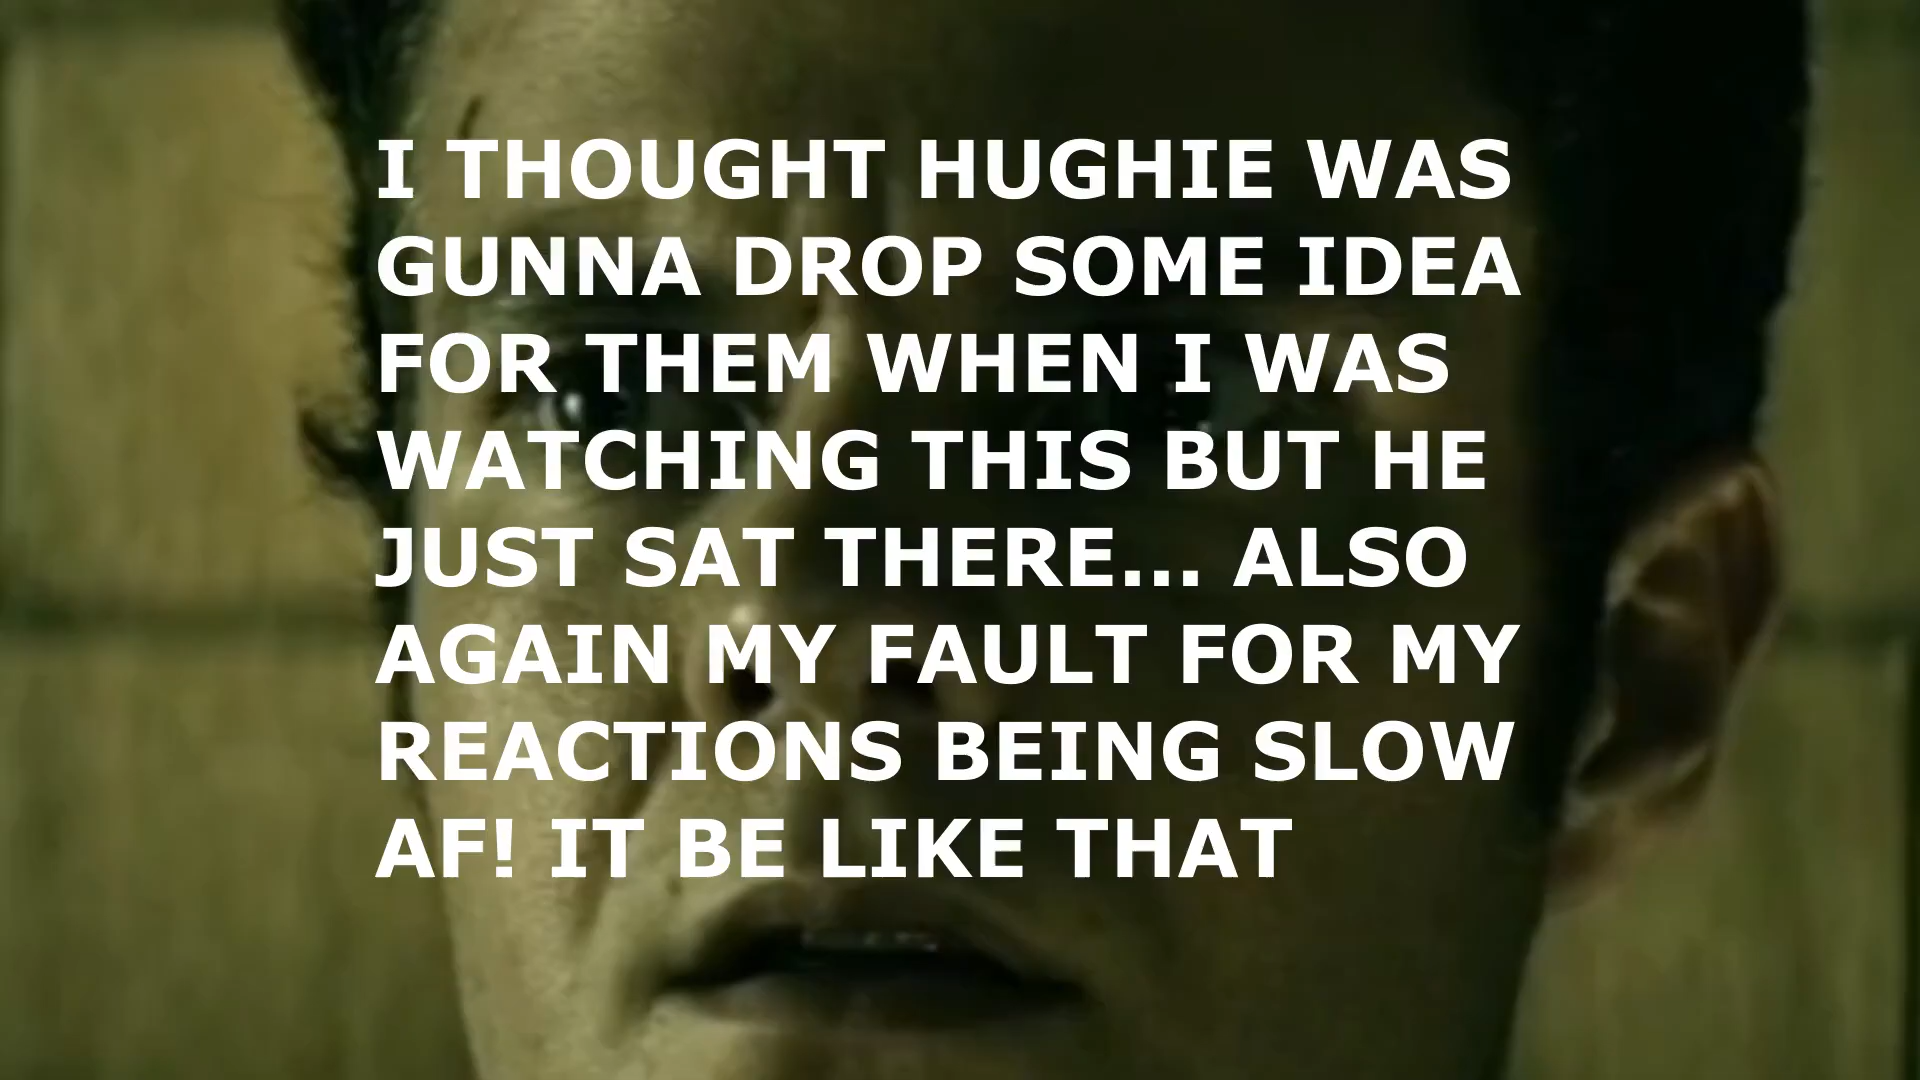 I THOUGHT HUGHIE WAS
GUNNA DROP SOME IDEA
FOR THEM WHEN I WAS
WATCHING THIS BUT HE
JUST SAT THERE... ALSO
AGAIN MY FAULT FOR MY
REACTIONS BEING SLOW
AF! IT BE LIKE THAT